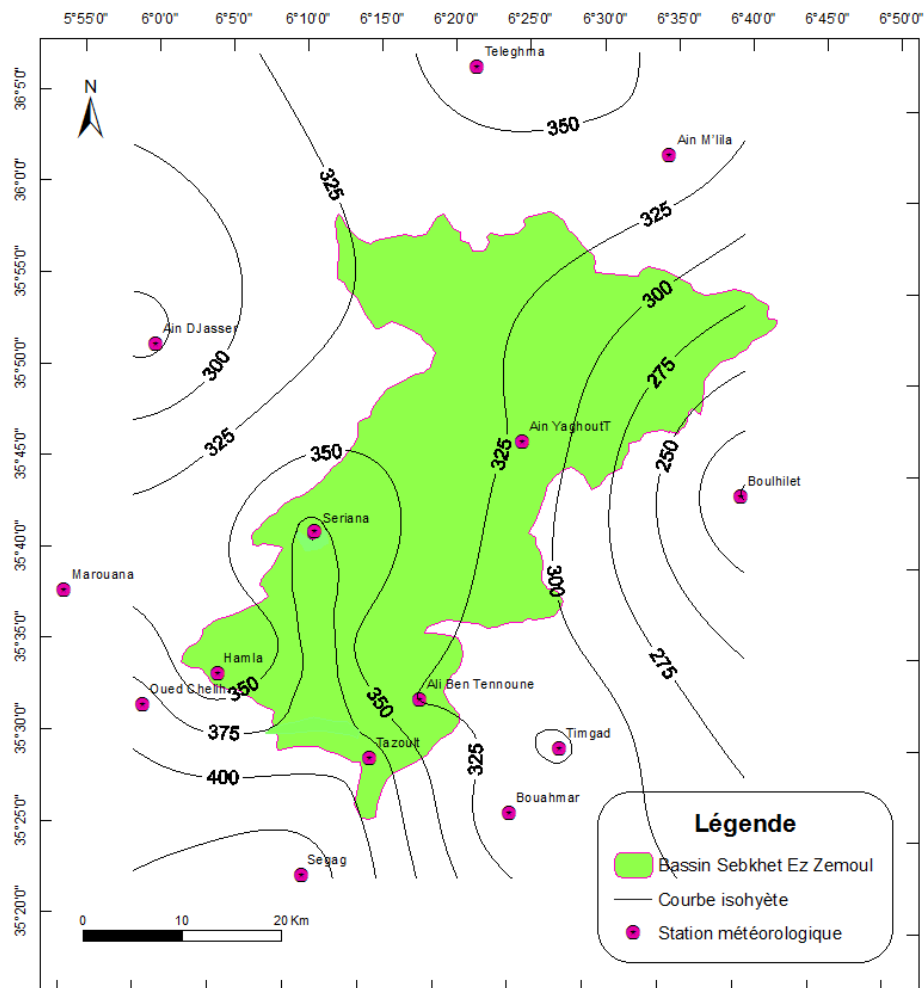 5°55'0" 6°0'0" 6°5'0" 6°10'0" 6°15'0" 6°20'0" 6°25'0" 6°30'0" 6°35'0" 6°40'0" 6°45'0" 6°50'0"
36°5'0"
36°0'0"
35°55'0"
35°50'0"
35°45'0"
35°40'0"
35°35'0"
35°30'0"
35°25'0"
35°20'0"
N
Teleghma
350
Ain M'lila
325
325
300
Ain DJasser
300
275
325
Ain YaghoutT
350
325
250
Boulhilet
Seriana
Marouana
300
Hamla
350
275
Oued Chelih
Ali Ben Tennoune
350
375
Timgad
Tazoult
325
400
Bouahmar
Segag
Légende
Bassin Sebkhet Ez Zemoul
Courbe isohyète
Station météorologique
0 10 20 Km